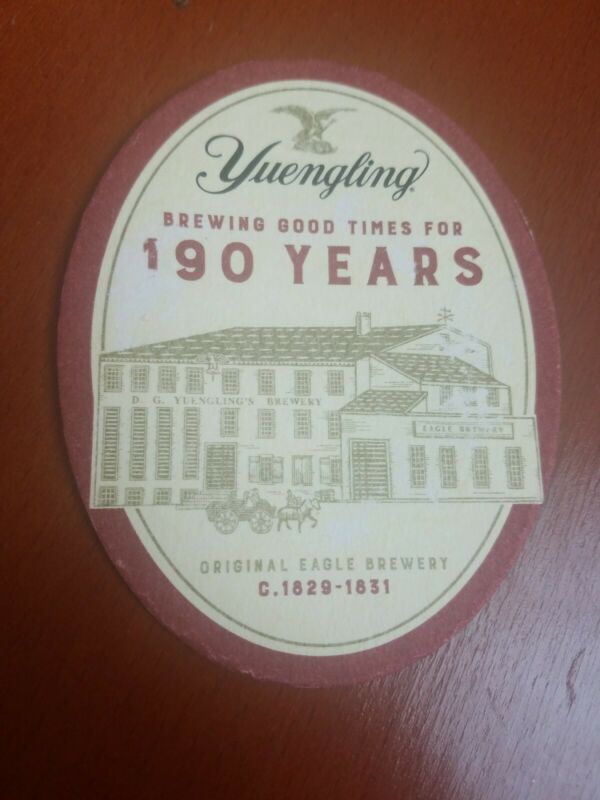 Yuengling
BREWING GOOD TIMES FOR
190 YEARS
D. G. YUENGLING'S BREWERY
EAGLE BREWERY
ORIGINAL EAGLE BREWERY
C.1829-1831